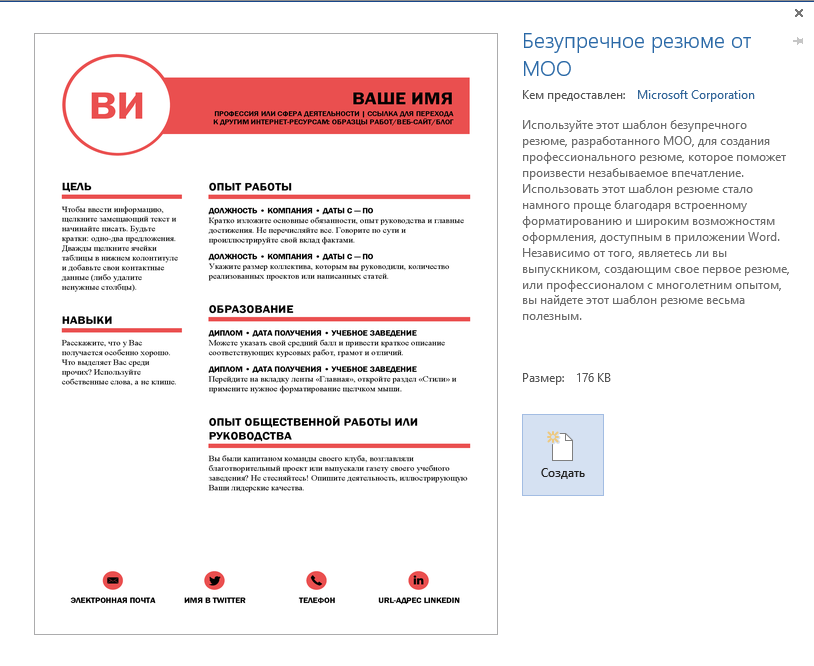 ВИ
ВАШЕ ИМЯ
ПРОФЕССИЯ ИЛИ СФЕРА ДЕЯТЕЛЬНОСТИ | ССЫЛКА ДЛЯ ПЕРЕХОДА
К ДРУГИМ ИНТЕРНЕТ-РЕСУРСАМ: ОБРАЗЦЫ РАБОТ/ВЕБ-САЙТ/БЛОГ
ЦЕЛЬ
Чтобы ввести информацию,
щелкните замещающий текст и
начинайте писать. Будьте
кратки: одно-два предложения.
Дважды щелкните ячейки
таблицы в нижнем колонтитуле
и добавьте свои контактные
данные (либо удалите
ненужные столбцы).
НАВЫКИ
Расскажите, что у Вас
получается особенно хорошо.
Что выделяет Вас среди
прочих? Используйте
собственные слова, а не клише.
ОПЫТ РАБОТЫ
ДОЛЖНОСТЬ • КОМПАНИЯ • ДАТЫ С — ПО
Кратко изложите основные обязанности, опыт руководства и главные
достижения. Не перечисляйте все. Говорите по сути и
проиллюстрируйте свой вклад фактами.
ДОЛЖНОСТЬ • КОМПАНИЯ • ДАТЫ С — ПО
Укажите размер коллектива, которым вы руководили, количество
реализованных проектов или написанных статей.
ОБРАЗОВАНИЕ
ДИПЛОМ • ДАТА ПОЛУЧЕНИЯ • УЧЕБНОЕ ЗАВЕДЕНИЕ
Можете указать свой средний балл и привести краткое описание
соответствующих курсовых работ, грамот и отличий.
ДИПЛОМ • ДАТА ПОЛУЧЕНИЯ • УЧЕБНОЕ ЗАВЕДЕНИЕ
Перейдите на вкладку ленты «Главная», откройте раздел «Стили» и
примените нужное форматирование щелчком мыши.
ОПЫТ ОБЩЕСТВЕННОЙ РАБОТЫ ИЛИ
РУКОВОДСТВА
Вы были капитаном команды своего клуба, возглавляли
благотворительный проект или выпускали газету своего учебного
заведения? Не стесняйтесь! Опишите деятельность, иллюстрирующую
Ваши лидерские качества.
in
ЭЛЕКТРОННАЯ ПОЧТА
ИМЯ В TWITTER
ТЕЛЕФОН
URL-АДРЕС LINKEDIN
Безупречное резюме от
МОО
Кем предоставлен: Microsoft Corporation
Используйте этот шаблон безупречного
резюме, разработанного МОО, для создания
профессионального резюме, которое поможет
произвести незабываемое впечатление.
Использовать этот шаблон резюме стало
намного проще благодаря встроенному
форматированию и широким возможностям
оформления, доступным в приложении Word.
Независимо от того, являетесь ли вы
выпускником, создающим свое первое резюме,
или профессионалом с многолетним опытом,
вы найдете этот шаблон резюме весьма
полезным.
Размер: 176 KB
Создать